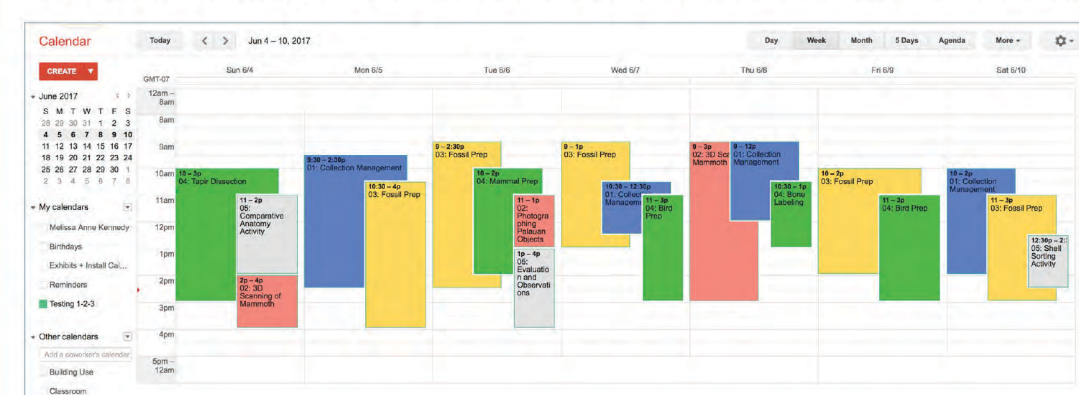 Calendar
Today
Jun 4 – 10, 2017
Day
Week
Month
5 Days
Agenda
More
CREATE
Sun 6/4
Mon 6/5
Tue 6/6
Wed 6/7
Thu 6/8
Fri 6/9
Sat 6/10
GMT-07
June 2017
S M T W T F S
28 29 30 31 1 2 3
4 5 6 7 8 9 10
11 12 13 14 15 16 17
18 19 20 21 22 23 24
25 26 27 28 29 30 1
2 3 4 5 6 7 8
My calendars
Melissa Anne Kennedy
Birthdays
Exhibits + Install Cal...
Reminders
Testing 1-2-3
Other calendars
Add a coworker's calendar
Building Use
Classroom
12am –
8am
8am
9am
10am
11am
12pm
1pm
2pm
3pm
4pm
5pm –
12am
10 – 3p
04: Tapir Dissection
11 – 2p
05:
Comparative
Anatomy
Activity
2p – 4p
02: 3D
Scanning of
Mammoth
9:30 – 2:30p
01: Collection Management
10:30 – 4p
03: Fossil Prep
9 – 2:30p
03: Fossil Prep
10 – 2p
04: Mammal Prep
11 – 1p
02:
Photogra
phing
Palauan
Objects
1p – 4p
05:
Evaluatio
n and
Observati
ons
9 – 1p
03: Fossil Prep
10:30 – 12:30p
01: Collec
Managem
11 – 3p
04: Bird
Prep
9 – 3p
02: 3D Sca
Mammoth
9 – 12p
01: Collection
Management
10:30 – 1p
04: Bone
Labeling
10 – 2p
03: Fossil Prep
11 – 3p
04: Bird Prep
10 – 2p
01: Collection
Management
11 – 3p
03: Fossil Prep
12:30p – 2:
05: Shell
Sorting
Activity